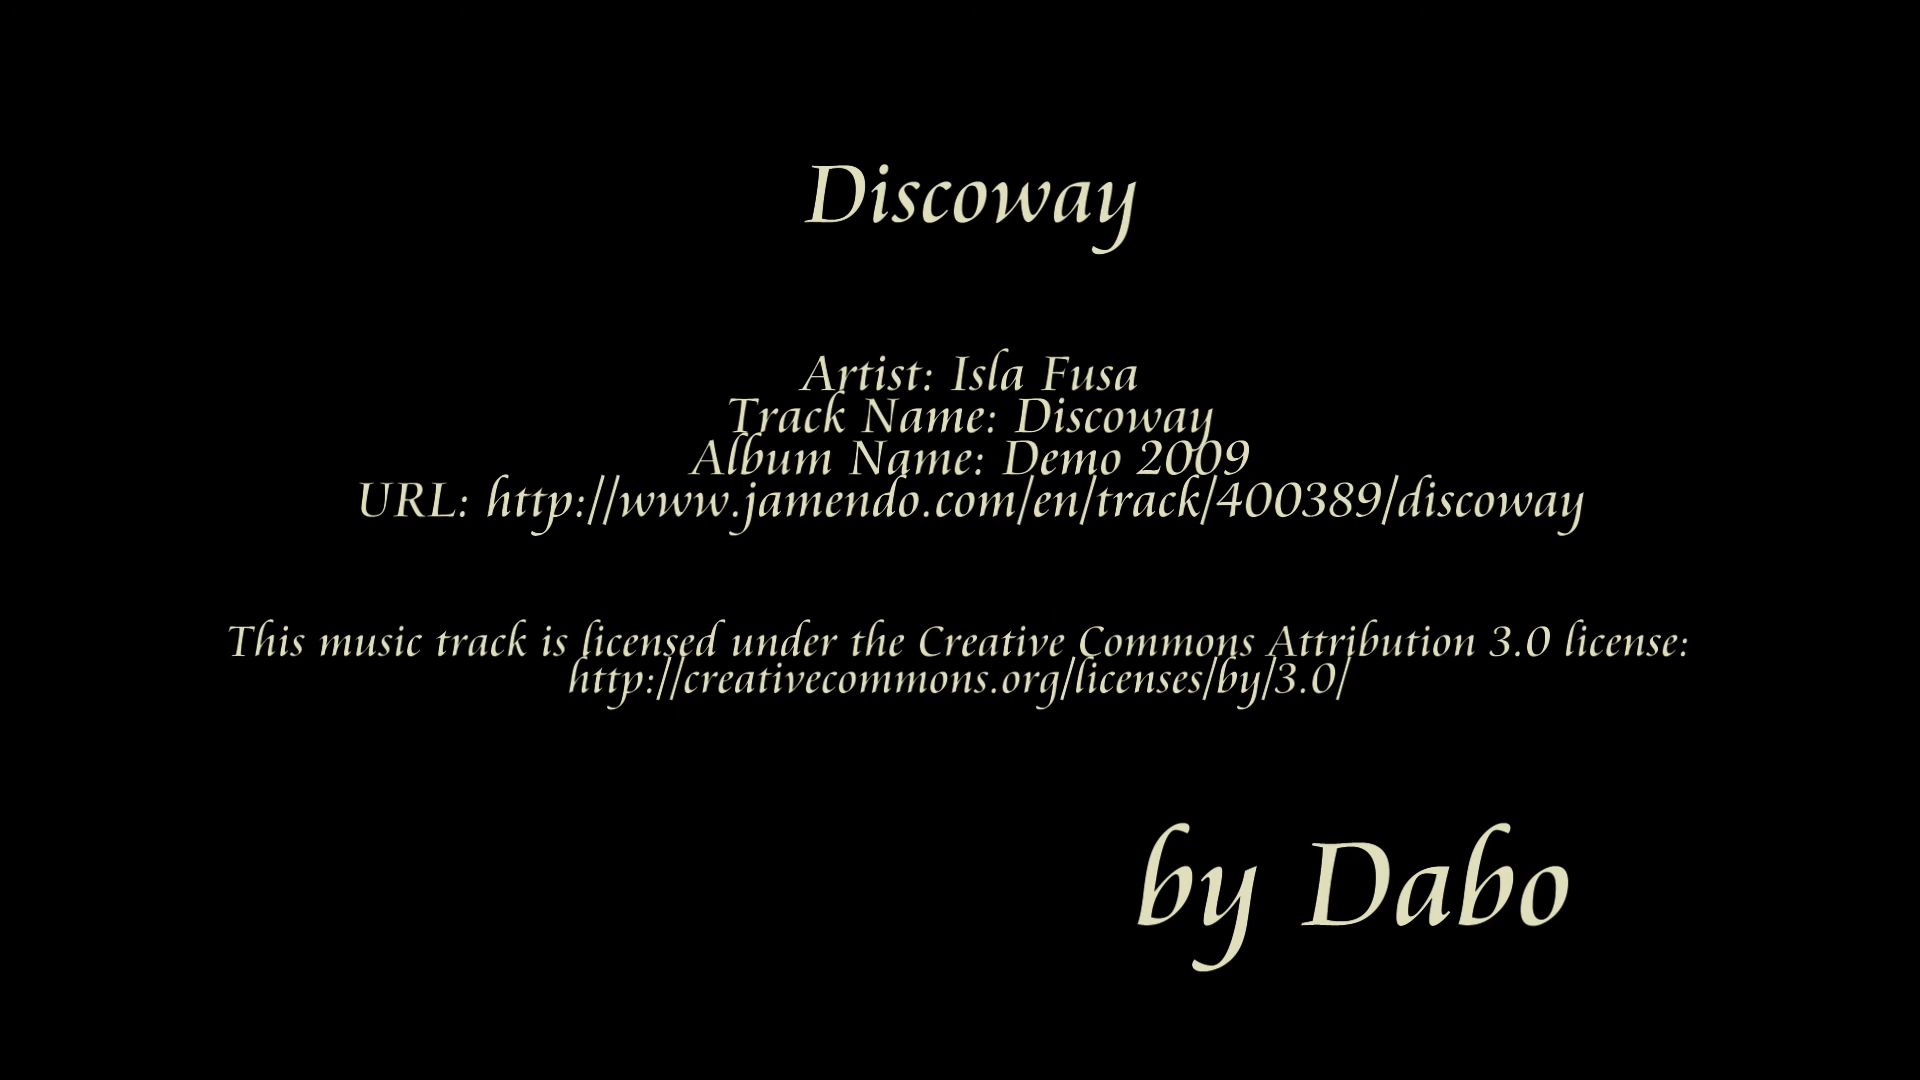 Discoway
Artist: Isla Fusa
Track Name: Discoway
Album Name: Demo 2009
URL: http://www.jamendo.com/en/track/400389/discoway
This music track is licensed under the Creative Commons Attribution 3.0 license:
http://creativecommons.org/licenses/by/3.0/
by Dabo